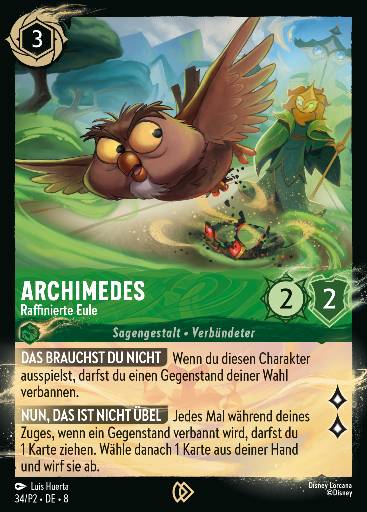 3
ARCHIMEDES
Raffinierte Eule
2
2
Sagengestalt • Verbündeter
DAS BRAUCHST DU NICHT Wenn du diesen Charakter
ausspielst, darfst du einen Gegenstand deiner Wahl
verbannen.
NUN, DAS IST NICHT ÜBEL Jedes Mal während deines
Zuges, wenn ein Gegenstand verbannt wird, darfst du
1 Karte ziehen. Wähle danach 1 Karte aus deiner Hand
und wirf sie ab.
Luis Huerta
34/P2 • DE • 8
Disney Lorcana
©Disney